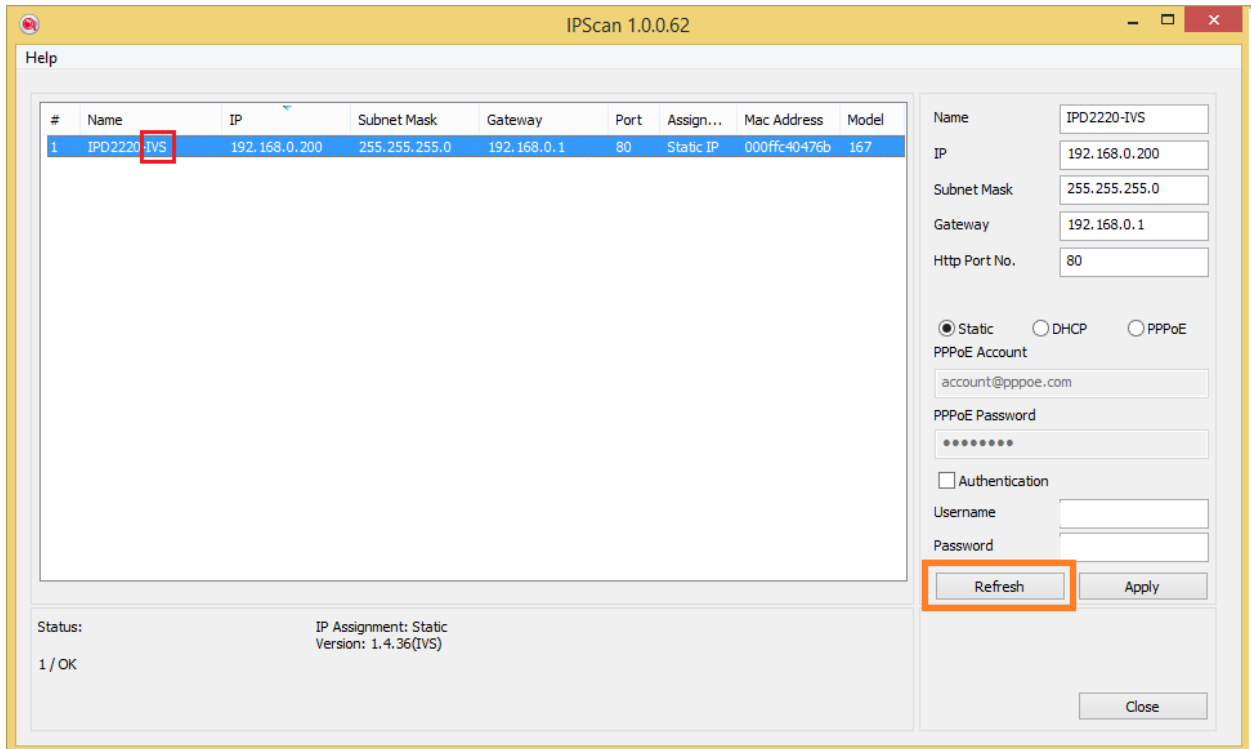 IPScan 1.0.0.62
Help
# Name IP Subnet Mask Gateway Port Assign... Mac Address Model
1 IPD2220-IVS 192.168.0.200 255.255.255.0 192.168.0.1 80 Static IP 000ffc40476b 167
Name IPD2220-IVS
IP 192.168.0.200
Subnet Mask 255.255.255.0
Gateway 192.168.0.1
Http Port No. 80
Static DHCP PPPoE
PPPoE Account
account@pppoe.com
PPPoE Password
●●●●●●●●
Authentication
Username
Password
Refresh Apply
Status: IP Assignment: Static
Version: 1.4.36(IVS)
1 / OK
Close